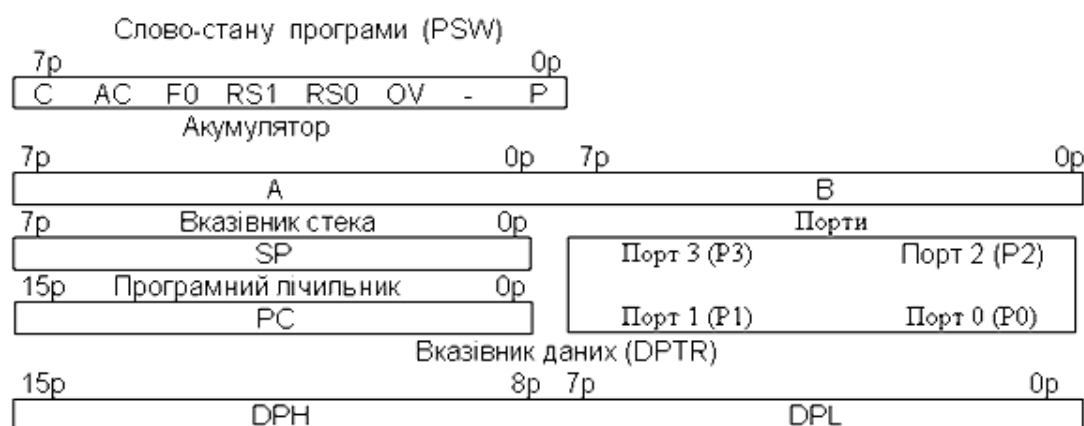 Слово-стану програми (PSW)
7р 0р
C AC F0 RS1 RS0 OV - P
Акумулятор
7р 0р 7р 0р
A B
7р Вказівник стека 0р Порти
SP Порт 3 (P3) Порт 2 (P2)
15р Програмний лічильник 0р
PC Порт 1 (P1) Порт 0 (P0)
Вказівник даних (DPTR)
15р 8р 7р 0р
DPH DPL